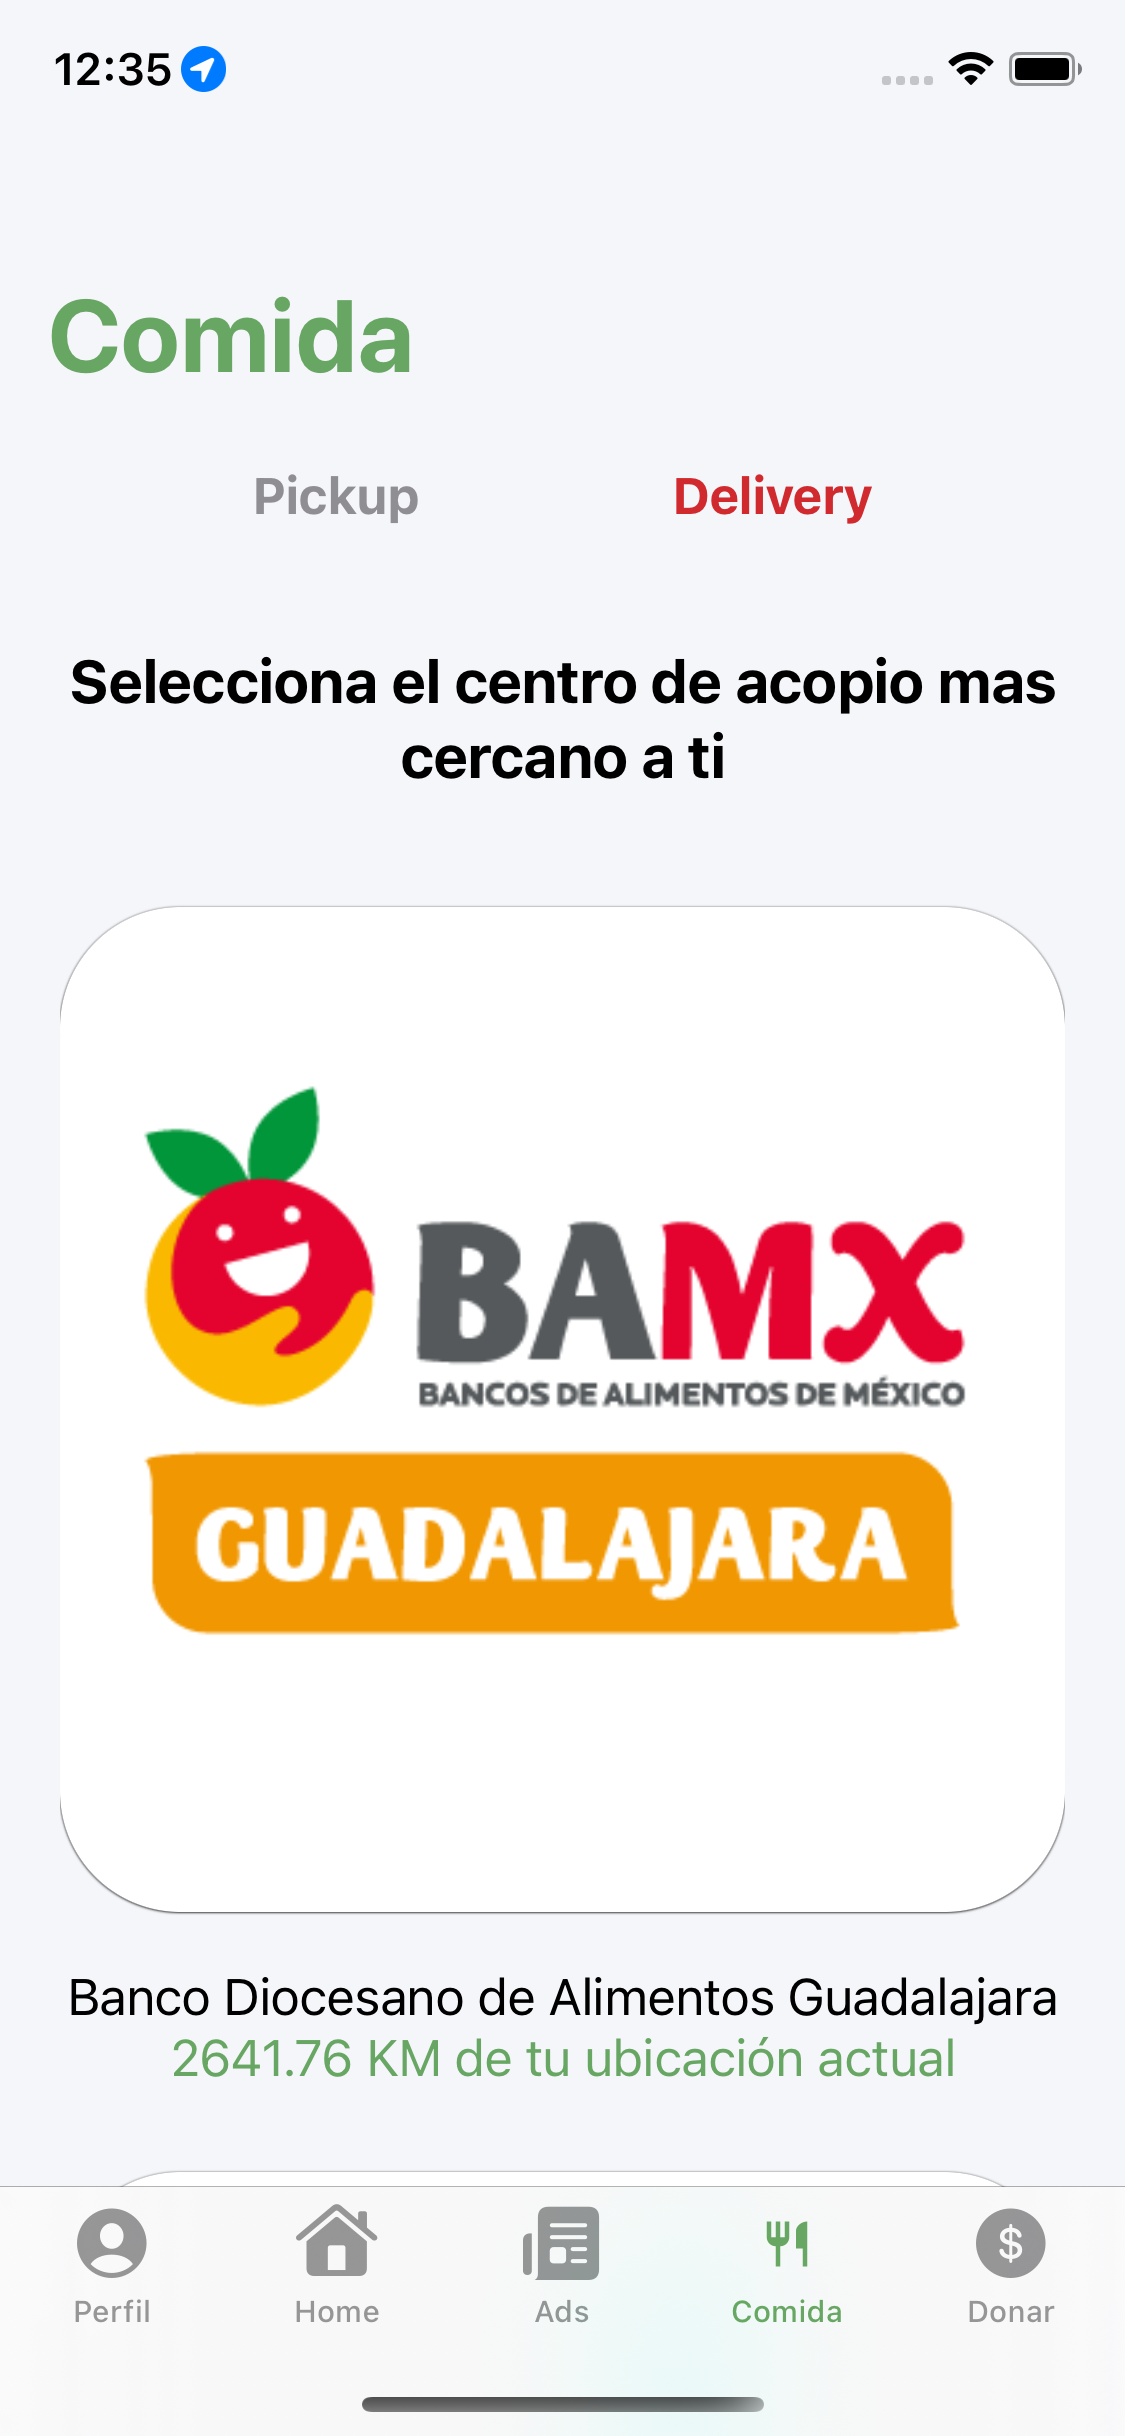 12:35
Comida
Pickup Delivery
Selecciona el centro de acopio mas
cercano a ti
BAMX
BANCOS DE ALIMENTOS DE MÉXICO
GUADALAJARA
Banco Diocesano de Alimentos Guadalajara
2641.76 KM de tu ubicación actual
Perfil Home Ads Comida Donar